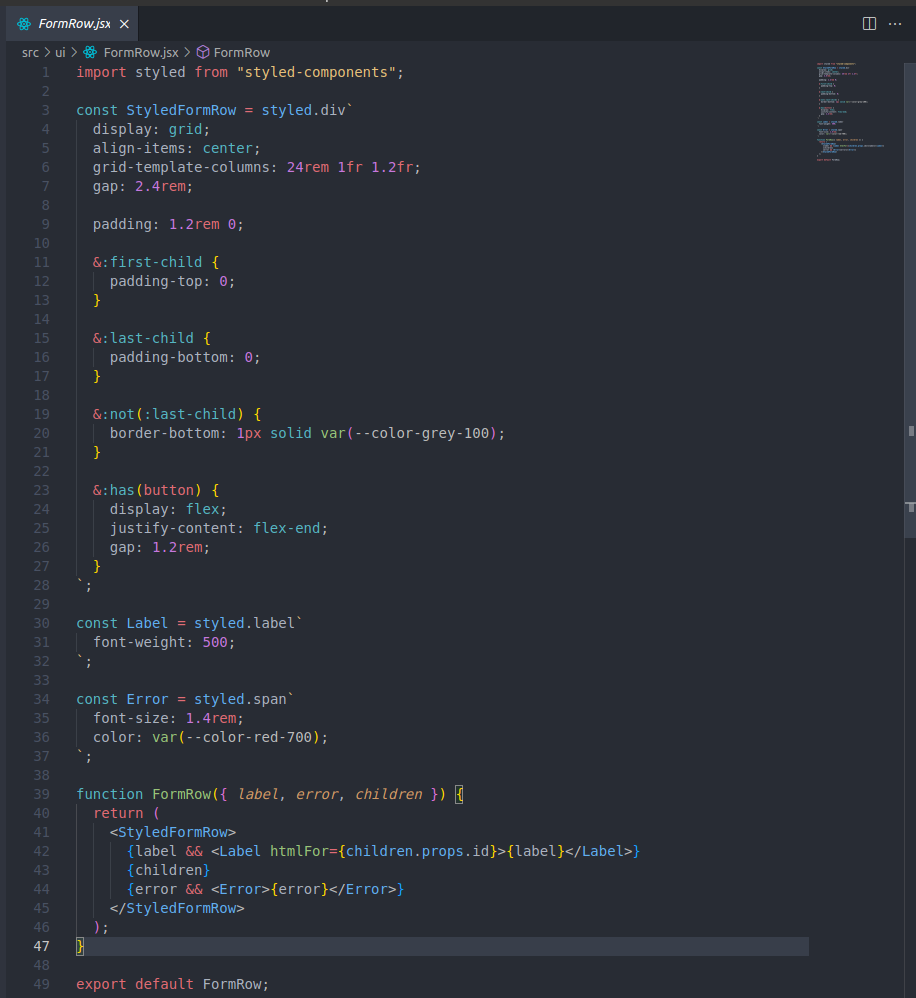 FormRow.jsx
src > ui > FormRow.jsx > FormRow
1 import styled from "styled-components";
2
3 const StyledFormRow = styled.div`
4   display: grid;
5   align-items: center;
6   grid-template-columns: 24rem 1fr 1.2fr;
7   gap: 2.4rem;
8
9   padding: 1.2rem 0;
10
11   &:first-child {
12     padding-top: 0;
13   }
14
15   &:last-child {
16     padding-bottom: 0;
17   }
18
19   &:not(:last-child) {
20     border-bottom: 1px solid var(--color-grey-100);
21   }
22
23   &:has(button) {
24     display: flex;
25     justify-content: flex-end;
26     gap: 1.2rem;
27   }
28 `;
29
30 const Label = styled.label`
31   font-weight: 500;
32 `;
33
34 const Error = styled.span`
35   font-size: 1.4rem;
36   color: var(--color-red-700);
37 `;
38
39 function FormRow({ label, error, children }) {
40   return (
41     <StyledFormRow>
42       {label && <Label htmlFor={children.props.id}>{label}</Label>}
43       {children}
44       {error && <Error>{error}</Error>}
45     </StyledFormRow>
46   );
47 }
48
49 export default FormRow;